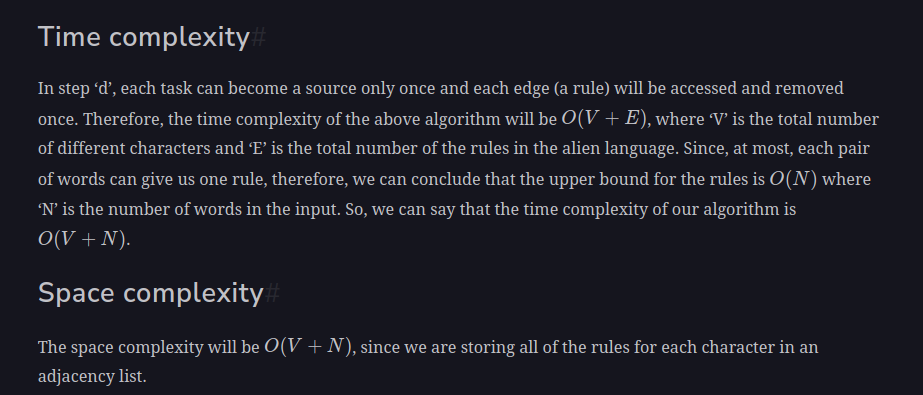 Time complexity#
In step ‘d’, each task can become a source only once and each edge (a rule) will be accessed and removed
once. Therefore, the time complexity of the above algorithm will be O(V + E), where ‘V’ is the total number
of different characters and ‘E’ is the total number of the rules in the alien language. Since, at most, each pair
of words can give us one rule, therefore, we can conclude that the upper bound for the rules is O(N) where
‘N’ is the number of words in the input. So, we can say that the time complexity of our algorithm is
O(V + N).
Space complexity#
The space complexity will be O(V + N), since we are storing all of the rules for each character in an
adjacency list.